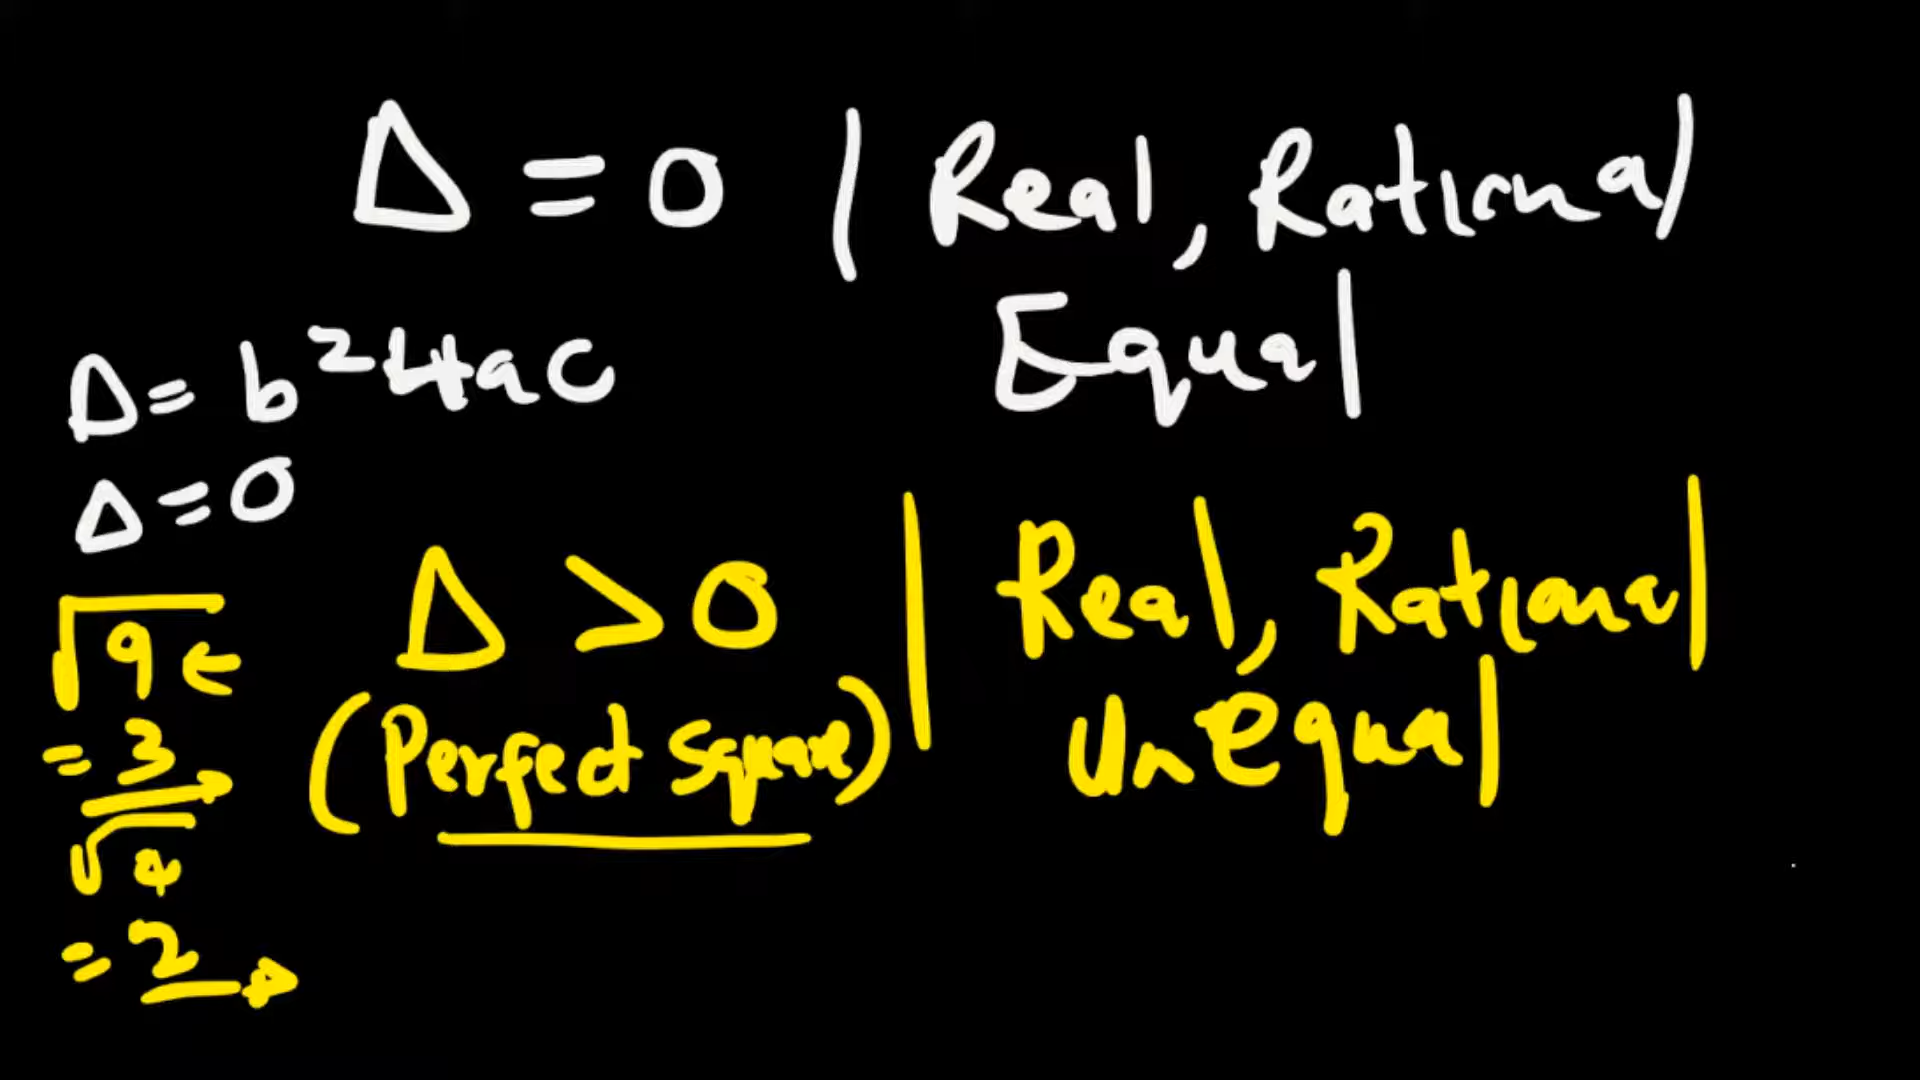 Δ = 0 | Real, Rational
Equal
Δ = b²-4ac
Δ = 0
Δ > 0 | Real, Rational
(Perfect Square) Unequal
√9 ←
= 3 →
√4
= 2 →